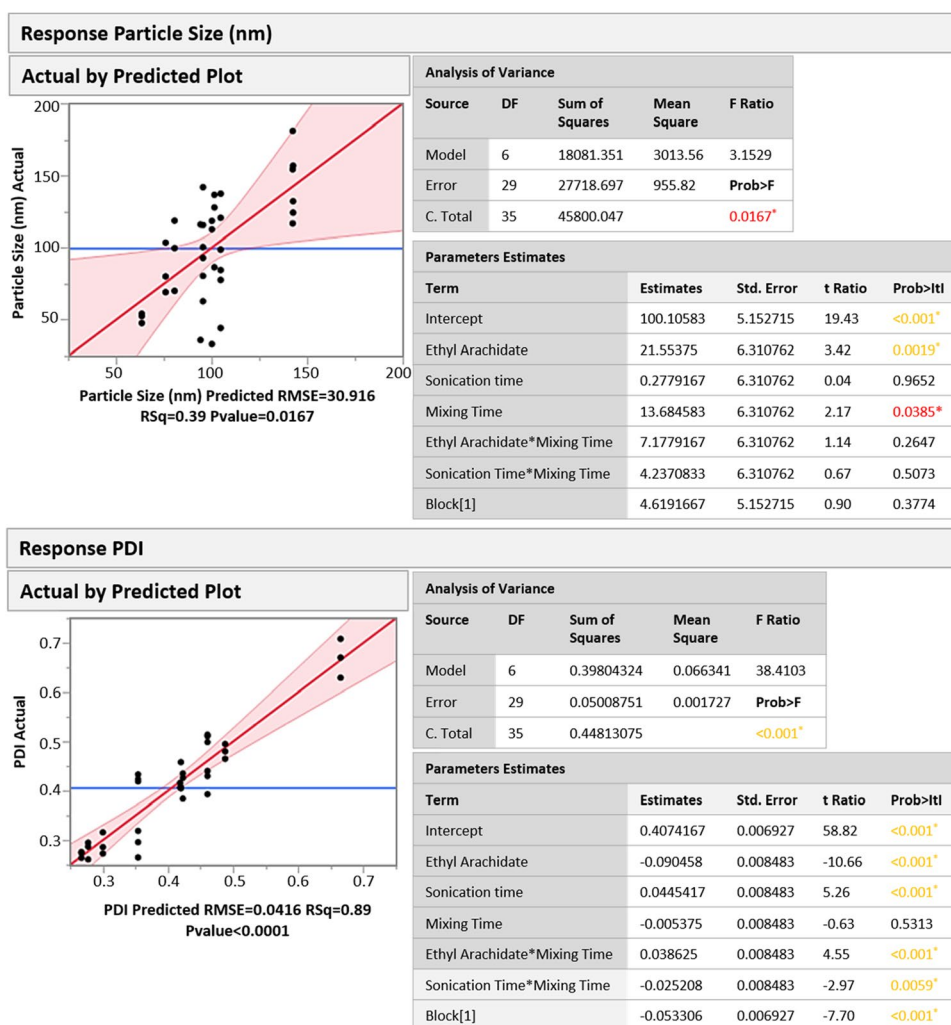 Response Particle Size (nm)
Actual by Predicted Plot
200
150
100
50
Particle Size (nm) Actual
50 100 150 200
Particle Size (nm) Predicted RMSE=30.916
RSq=0.39 Pvalue=0.0167
Analysis of Variance
Source DF Sum of Squares Mean Square F Ratio
Model 6 18081.351 3013.56 3.1529
Error 29 27718.697 955.82 Prob>F
C. Total 35 45800.047 0.0167*
Parameters Estimates
Term Estimates Std. Error t Ratio Prob>ItI
Intercept 100.10583 5.152715 19.43 <0.001*
Ethyl Arachidate 21.55375 6.310762 3.42 0.0019*
Sonication time 0.2779167 6.310762 0.04 0.9652
Mixing Time 13.684583 6.310762 2.17 0.0385*
Ethyl Arachidate*Mixing Time 7.1779167 6.310762 1.14 0.2647
Sonication Time*Mixing Time 4.2370833 6.310762 0.67 0.5073
Block[1] 4.6191667 5.152715 0.90 0.3774
Response PDI
Actual by Predicted Plot
0.7
0.6
0.5
0.4
0.3
PDI Actual
0.3 0.4 0.5 0.6 0.7
PDI Predicted RMSE=0.0416 RSq=0.89
Pvalue<0.0001
Analysis of Variance
Source DF Sum of Squares Mean Square F Ratio
Model 6 0.39804324 0.066341 38.4103
Error 29 0.05008751 0.001727 Prob>F
C. Total 35 0.44813075 <0.001*
Parameters Estimates
Term Estimates Std. Error t Ratio Prob>ItI
Intercept 0.4074167 0.006927 58.82 <0.001*
Ethyl Arachidate -0.090458 0.008483 -10.66 <0.001*
Sonication time 0.0445417 0.008483 5.26 <0.001*
Mixing Time -0.005375 0.008483 -0.63 0.5313
Ethyl Arachidate*Mixing Time 0.038625 0.008483 4.55 <0.001*
Sonication Time*Mixing Time -0.025208 0.008483 -2.97 0.0059*
Block[1] -0.053306 0.006927 -7.70 <0.001*